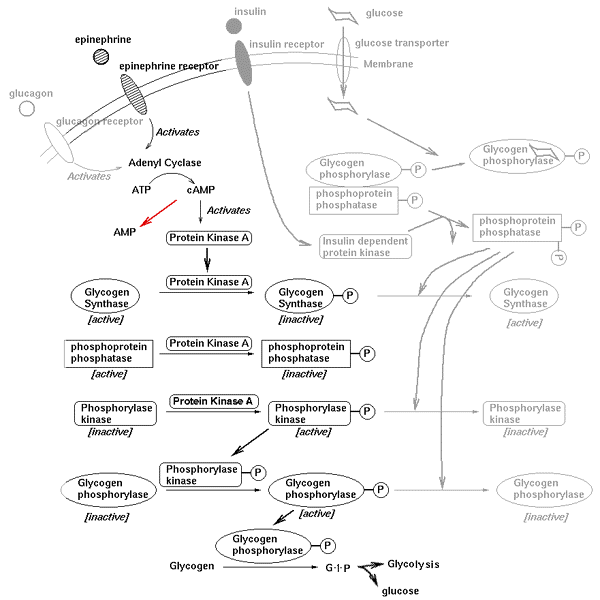 insulin
glucose
epinephrine
insulin receptor
glucose transporter
epinephrine receptor
Membrane
glucagon
glucagon receptor
Activates
Activates
Adenyl Cyclase
ATP
cAMP
Activates
AMP
Protein Kinase A
Glycogen
phosphorylase
P
phosphoprotein
phosphatase
P
Glycogen
phosphorylase
P
Insulin dependent
protein kinase
phosphoprotein
phosphatase
P
P
Glycogen
Synthase
[active]
Protein Kinase A
Glycogen
Synthase
P
[inactive]
Glycogen
Synthase
[active]
phosphoprotein
phosphatase
[active]
Protein Kinase A
phosphoprotein
phosphatase
P
[inactive]
Phosphorylase
kinase
[inactive]
Protein Kinase A
Phosphorylase
kinase
P
[active]
Phosphorylase
kinase
[inactive]
Glycogen
phosphorylase
[inactive]
Phosphorylase
kinase
P
Glycogen
phosphorylase
P
[active]
Glycogen
phosphorylase
[inactive]
Glycogen
phosphorylase
P
Glycogen
G-1-P
Glycolysis
glucose